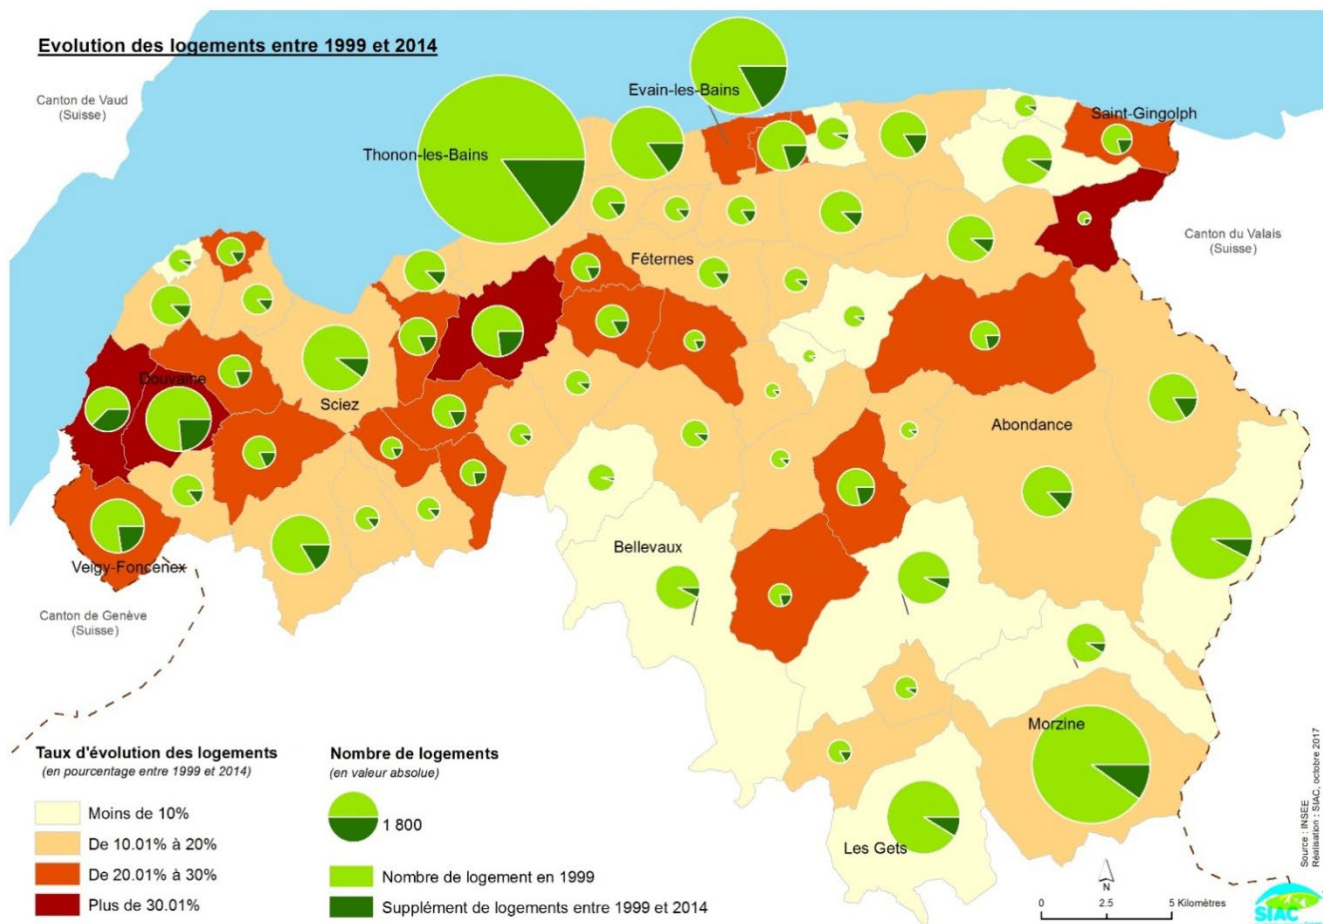 Evolution des logements entre 1999 et 2014
Canton de Vaud
(Suisse)
Evain-les-Bains
Saint-Gingolph
Thonon-les-Bains
Canton du Valais
(Suisse)
Féternes
Douvaine
Sciez
Abondance
Bellevaux
Veigy-Foncenex
Canton de Genève
(Suisse)
Morzine
Les Gets
Taux d'évolution des logements
(en pourcentage entre 1999 et 2014)
Moins de 10%
De 10.01% à 20%
De 20.01% à 30%
Plus de 30.01%
Nombre de logements
(en valeur absolue)
1 800
Nombre de logement en 1999
Supplément de logements entre 1999 et 2014
N
0 2.5 5 Kilomètres
Source : INSEE
Réalisation : SIAC, octobre 2017
SIAC